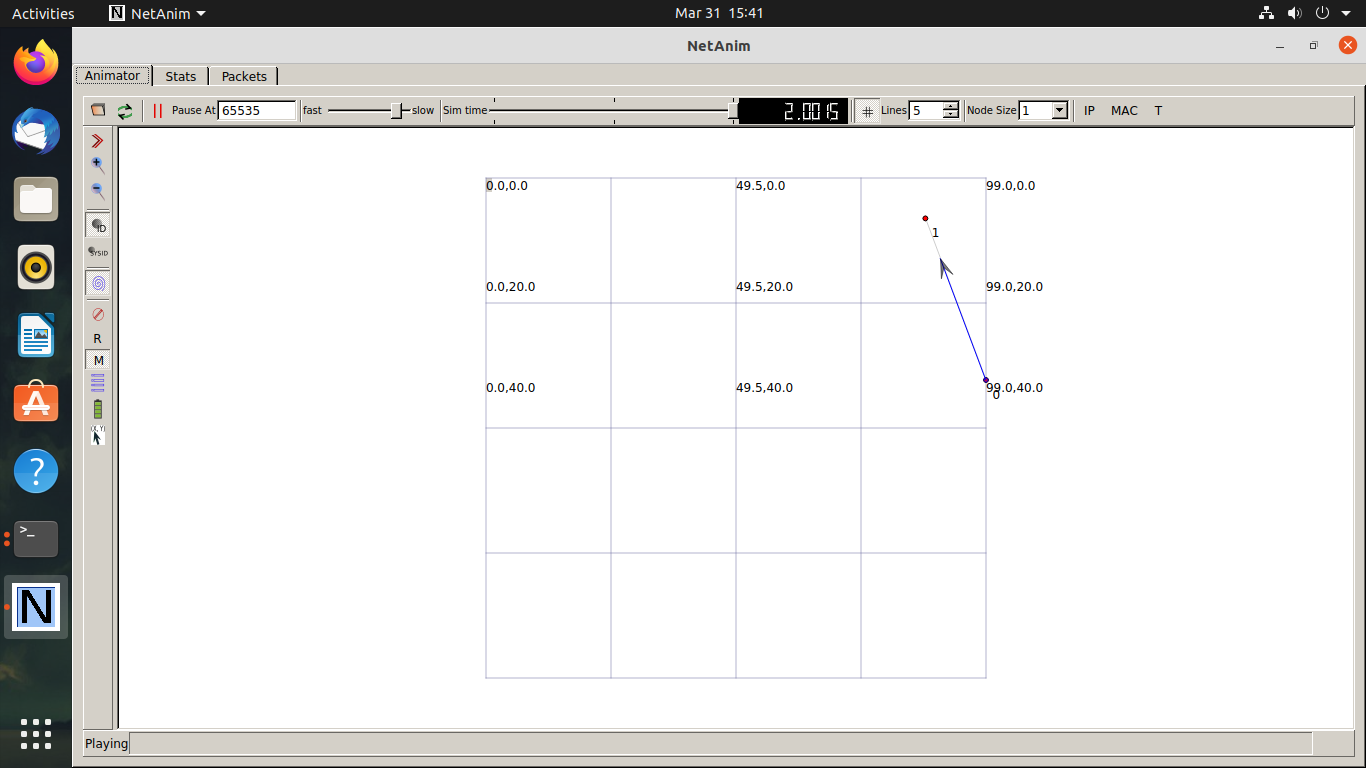 Activities NetAnim Mar 31 15:41
NetAnim
Animator Stats Packets
Pause At 65535 fast slow Sim time 2.0015 Lines 5 Node Size 1 IP MAC T
ID
SYSID
R
M
(X,Y)
0.0,0.0 49.5,0.0 99.0,0.0
1
0.0,20.0 49.5,20.0 99.0,20.0
0.0,40.0 49.5,40.0 99.0,40.0
0
N
Playing